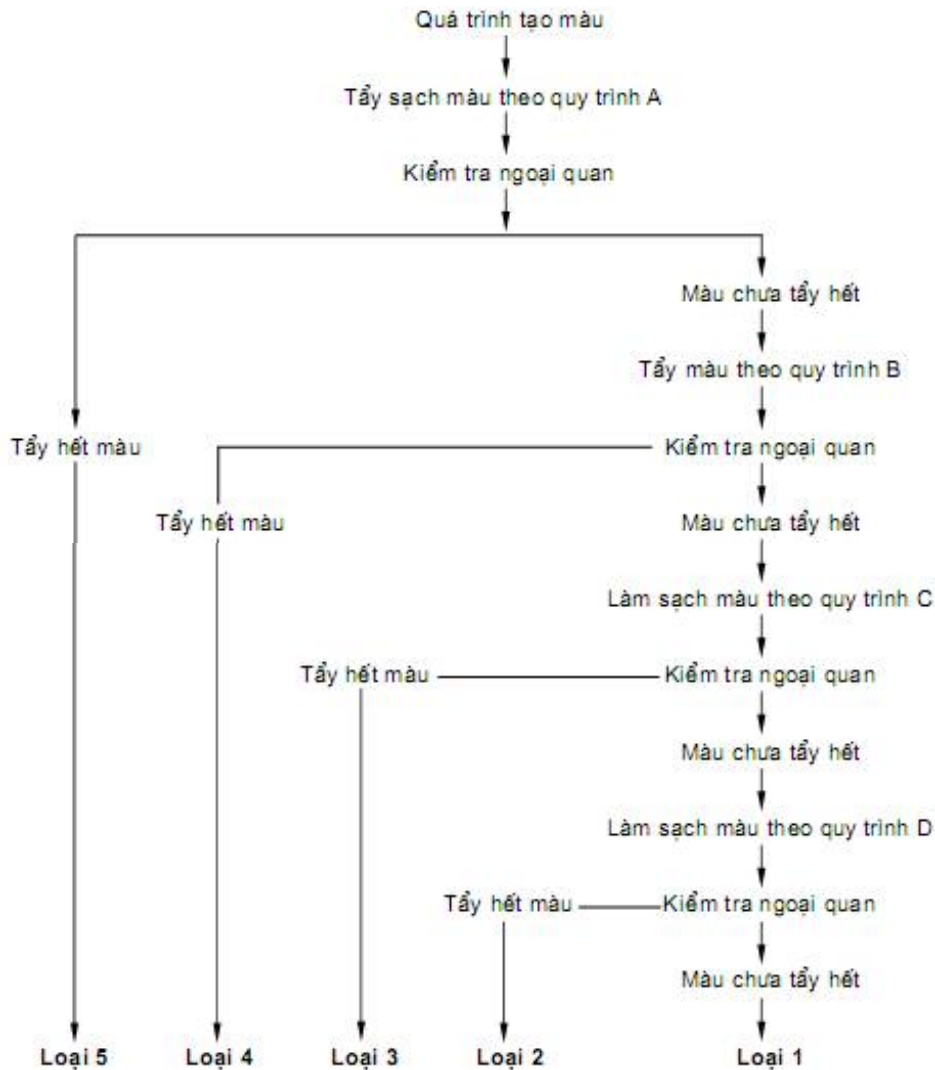 Quá trình tạo màu
Tẩy sạch màu theo quy trình A
Kiểm tra ngoại quan
Màu chưa tẩy hết
Tẩy màu theo quy trình B
Tẩy hết màu
Kiểm tra ngoại quan
Tẩy hết màu
Màu chưa tẩy hết
Làm sạch màu theo quy trình C
Tẩy hết màu
Kiểm tra ngoại quan
Màu chưa tẩy hết
Làm sạch màu theo quy trình D
Tẩy hết màu
Kiểm tra ngoại quan
Màu chưa tẩy hết
Loại 5
Loại 4
Loại 3
Loại 2
Loại 1